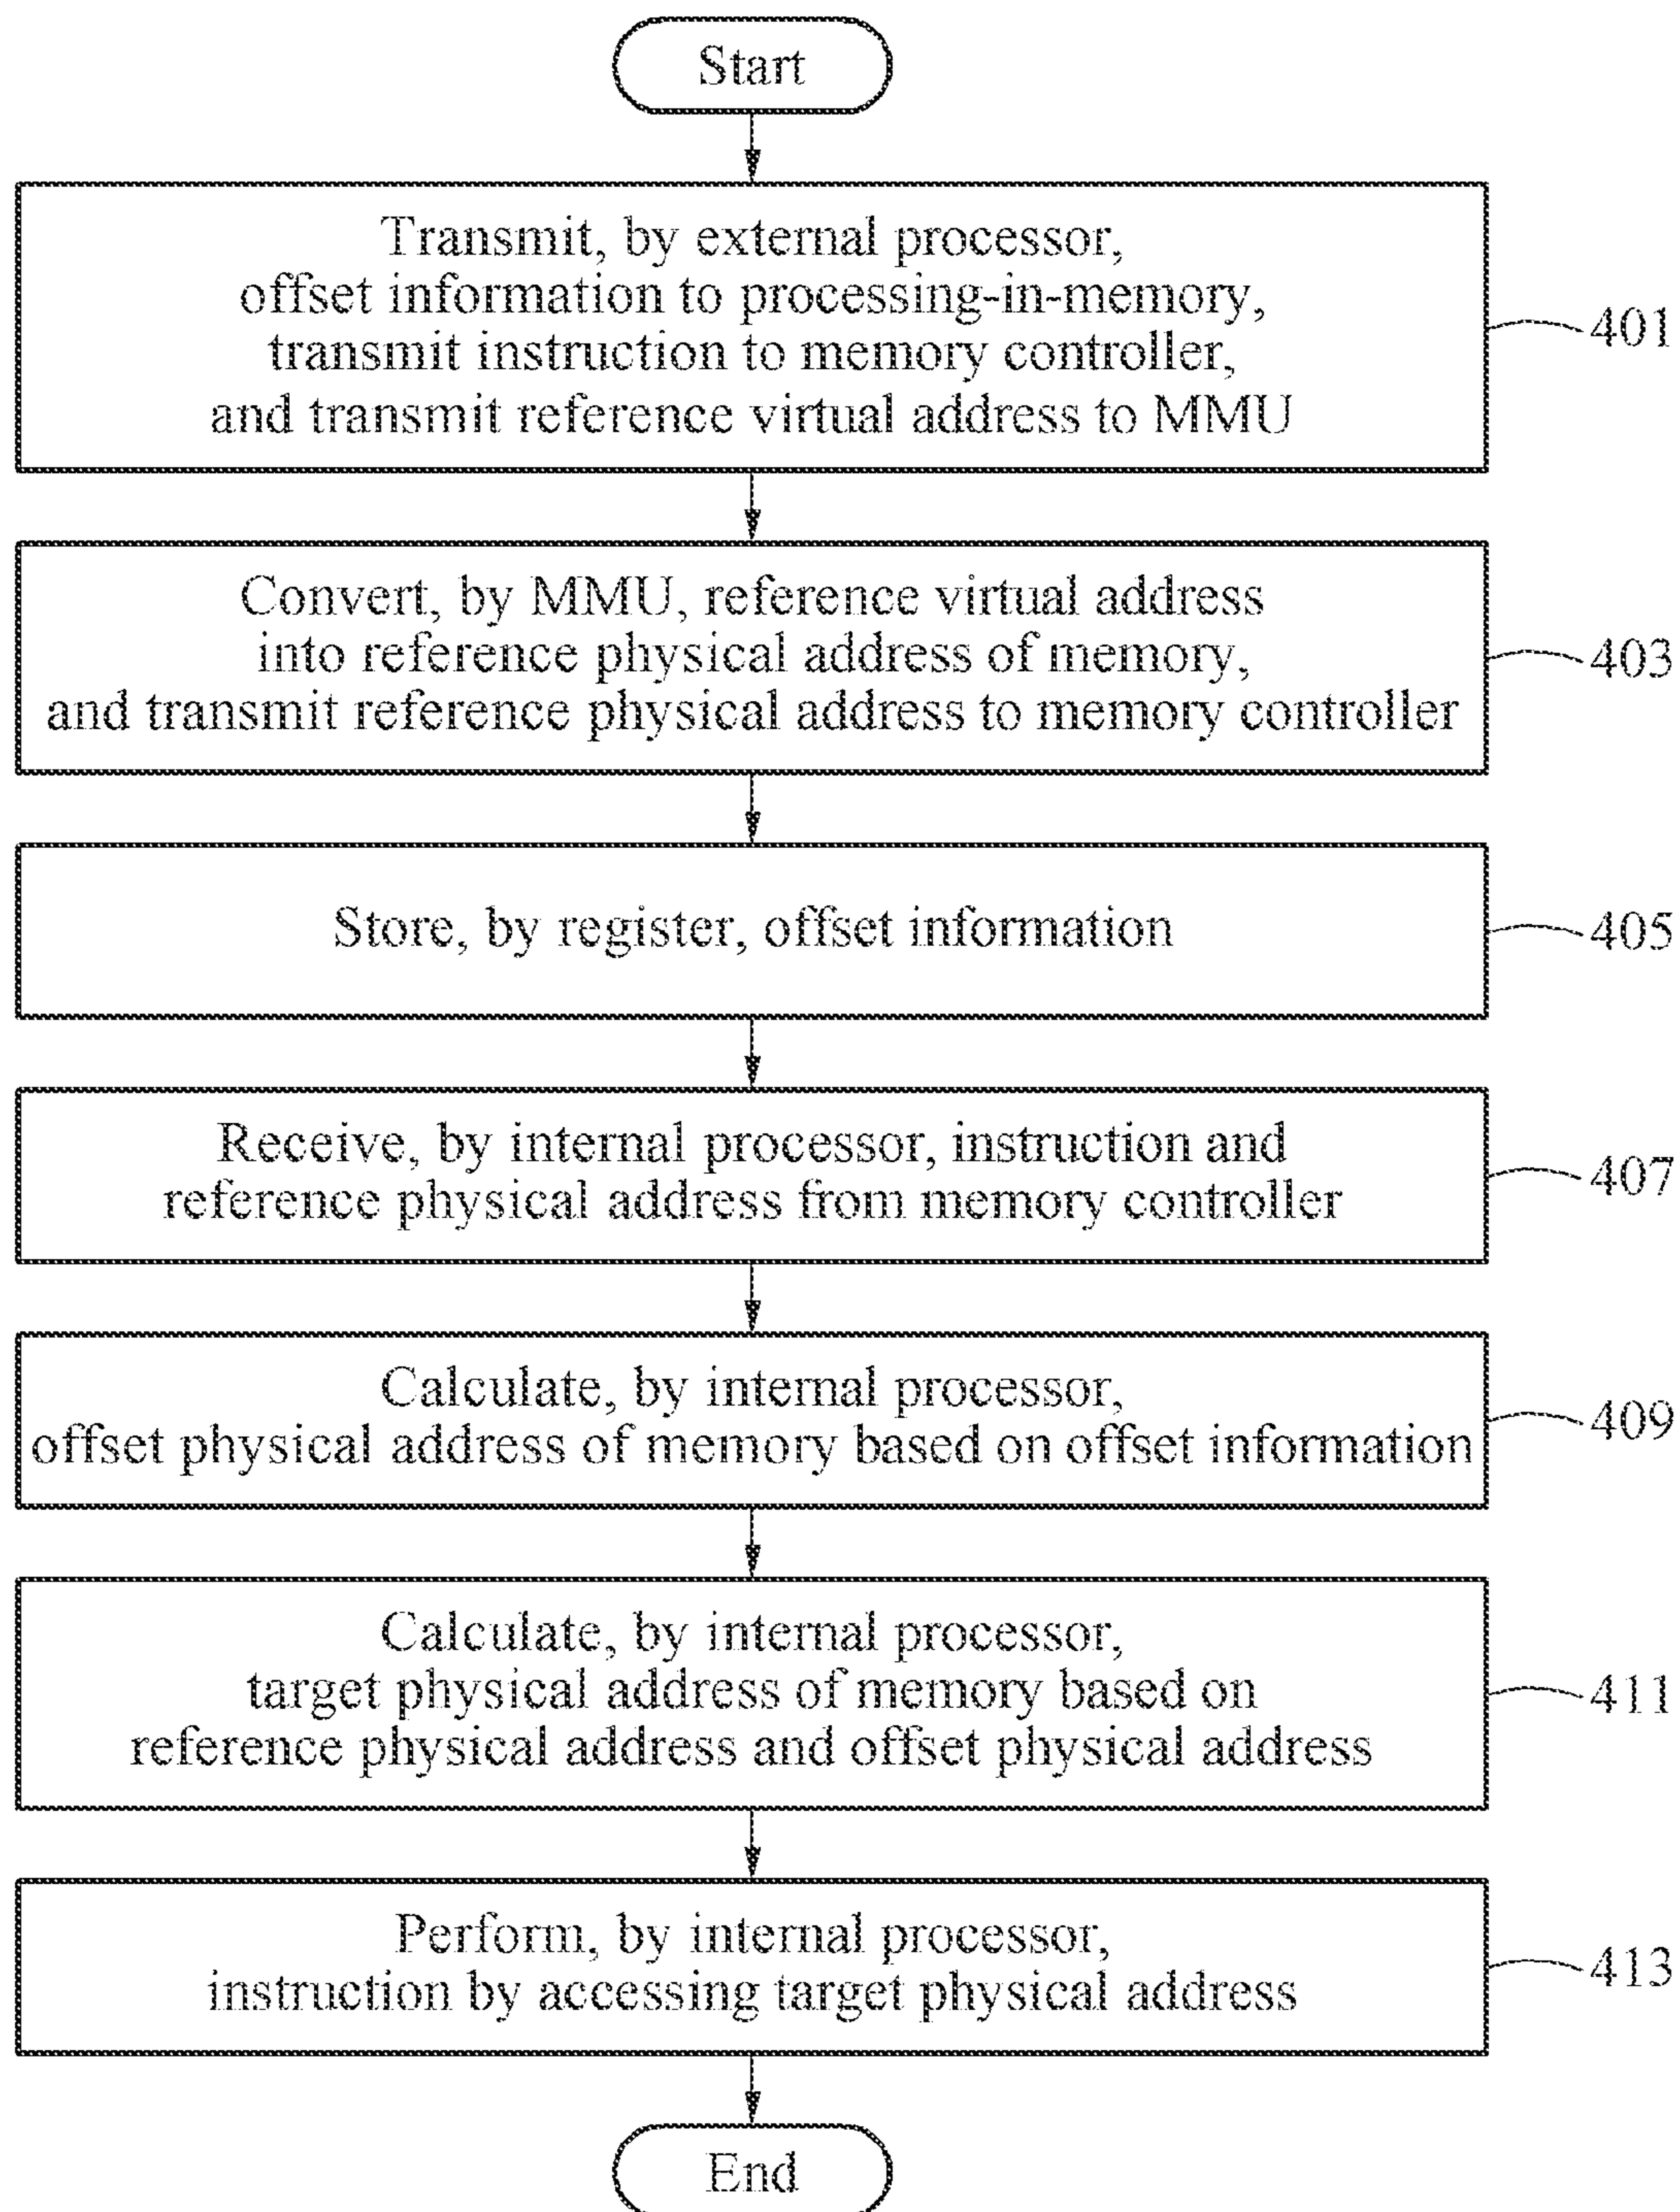 Start
Transmit, by external processor,
offset information to processing-in-memory,
transmit instruction to memory controller,
and transmit reference virtual address to MMU
401
Convert, by MMU, reference virtual address
into reference physical address of memory,
and transmit reference physical address to memory controller
403
Store, by register, offset information
405
Receive, by internal processor, instruction and
reference physical address from memory controller
407
Calculate, by internal processor,
offset physical address of memory based on offset information
409
Calculate, by internal processor,
target physical address of memory based on
reference physical address and offset physical address
411
Perform, by internal processor,
instruction by accessing target physical address
413
End